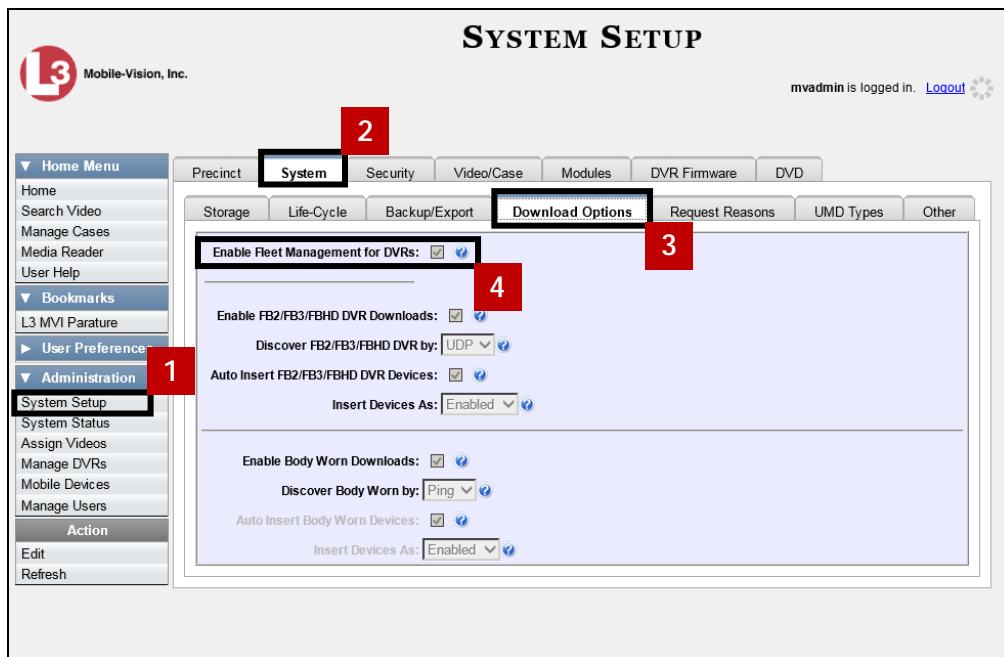 SYSTEM SETUP
L3 Mobile-Vision, Inc.
mvadmin is logged in. Logout
2
▼ Home Menu
Home
Search Video
Manage Cases
Media Reader
User Help
▼ Bookmarks
L3 MVI Parature
▶ User Preferences
▼ Administration
1
System Setup
System Status
Assign Videos
Manage DVRs
Mobile Devices
Manage Users
Action
Edit
Refresh
Precinct System Security Video/Case Modules DVR Firmware DVD
Storage Life-Cycle Backup/Export Download Options Request Reasons UMD Types Other
3
Enable Fleet Management for DVRs: ?
4
Enable FB2/FB3/FBHD DVR Downloads: ?
Discover FB2/FB3/FBHD DVR by: UDP ?
Auto Insert FB2/FB3/FBHD DVR Devices: ?
Insert Devices As: Enabled ?
Enable Body Worn Downloads: ?
Discover Body Worn by: Ping ?
Auto Insert Body Worn Devices: ?
Insert Devices As: Enabled ?